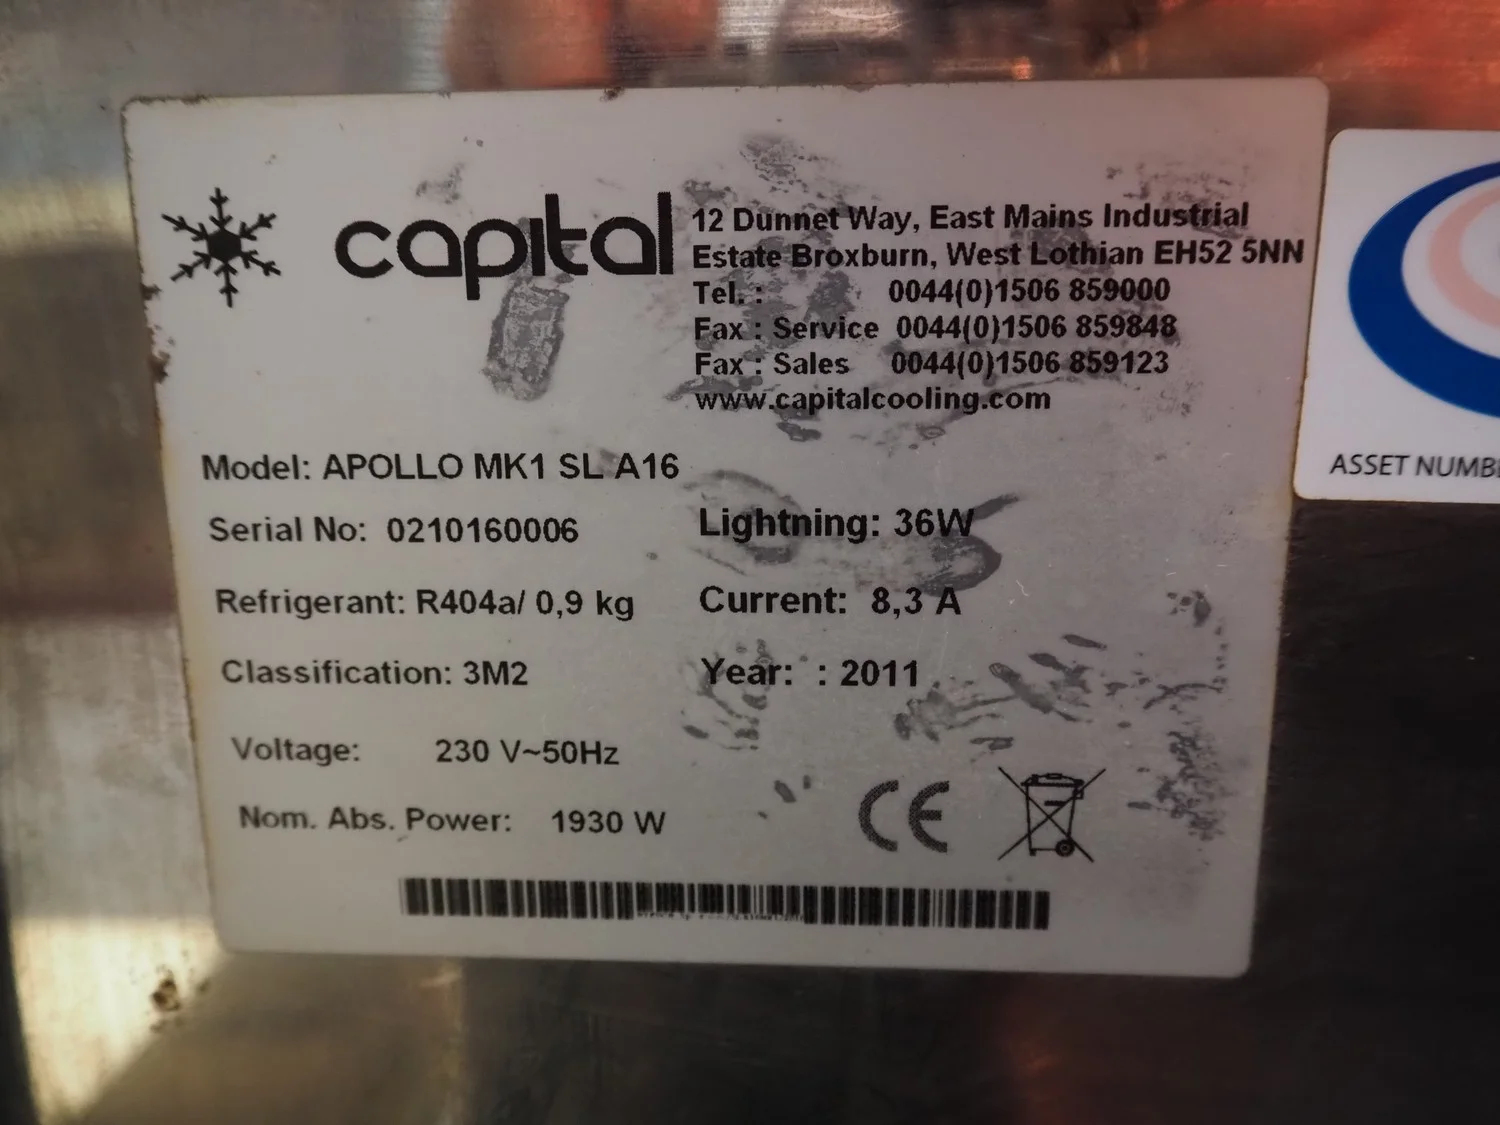 capital
12 Dunnet Way, East Mains Industrial
Estate Broxburn, West Lothian EH52 5NN
Tel. : 0044(0)1506 859000
Fax : Service 0044(0)1506 859848
Fax : Sales 0044(0)1506 859123
www.capitalcooling.com
Model: APOLLO MK1 SL A16
Serial No: 0210160006
Lightning: 36W
Refrigerant: R404a/ 0,9 kg
Current: 8,3 A
Classification: 3M2
Year: : 2011
Voltage: 230 V~50Hz
Nom. Abs. Power: 1930 W
CE
ASSET